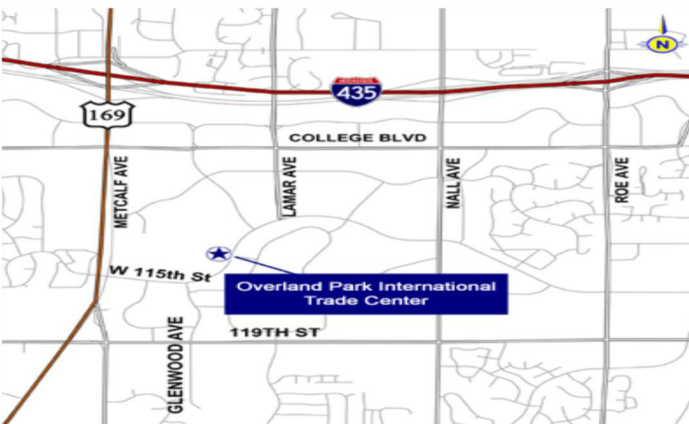 N
INTERSTATE
435
169
COLLEGE BLVD
METCALF AVE
LAMAR AVE
NALL AVE
ROE AVE
W 115th St
Overland Park International
Trade Center
119TH ST
GLENWOOD AVE